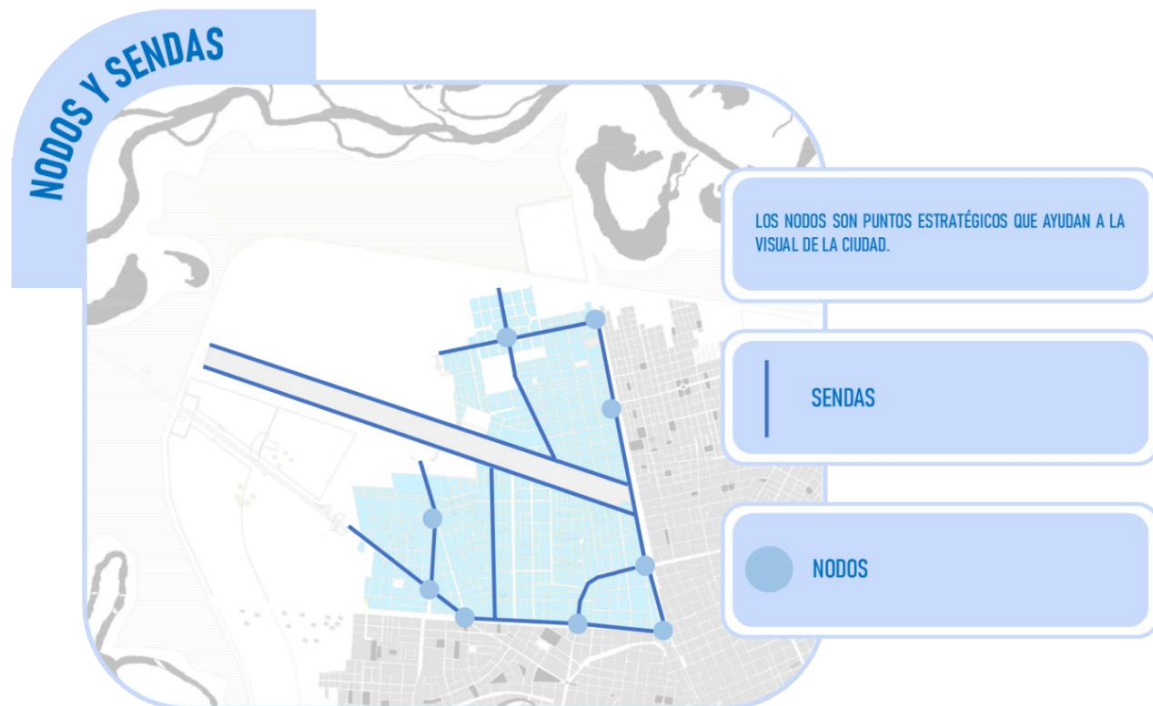 NODOS Y SENDAS
LOS NODOS SON PUNTOS ESTRATÉGICOS QUE AYUDAN A LA
VISUAL DE LA CIUDAD.
SENDAS
NODOS